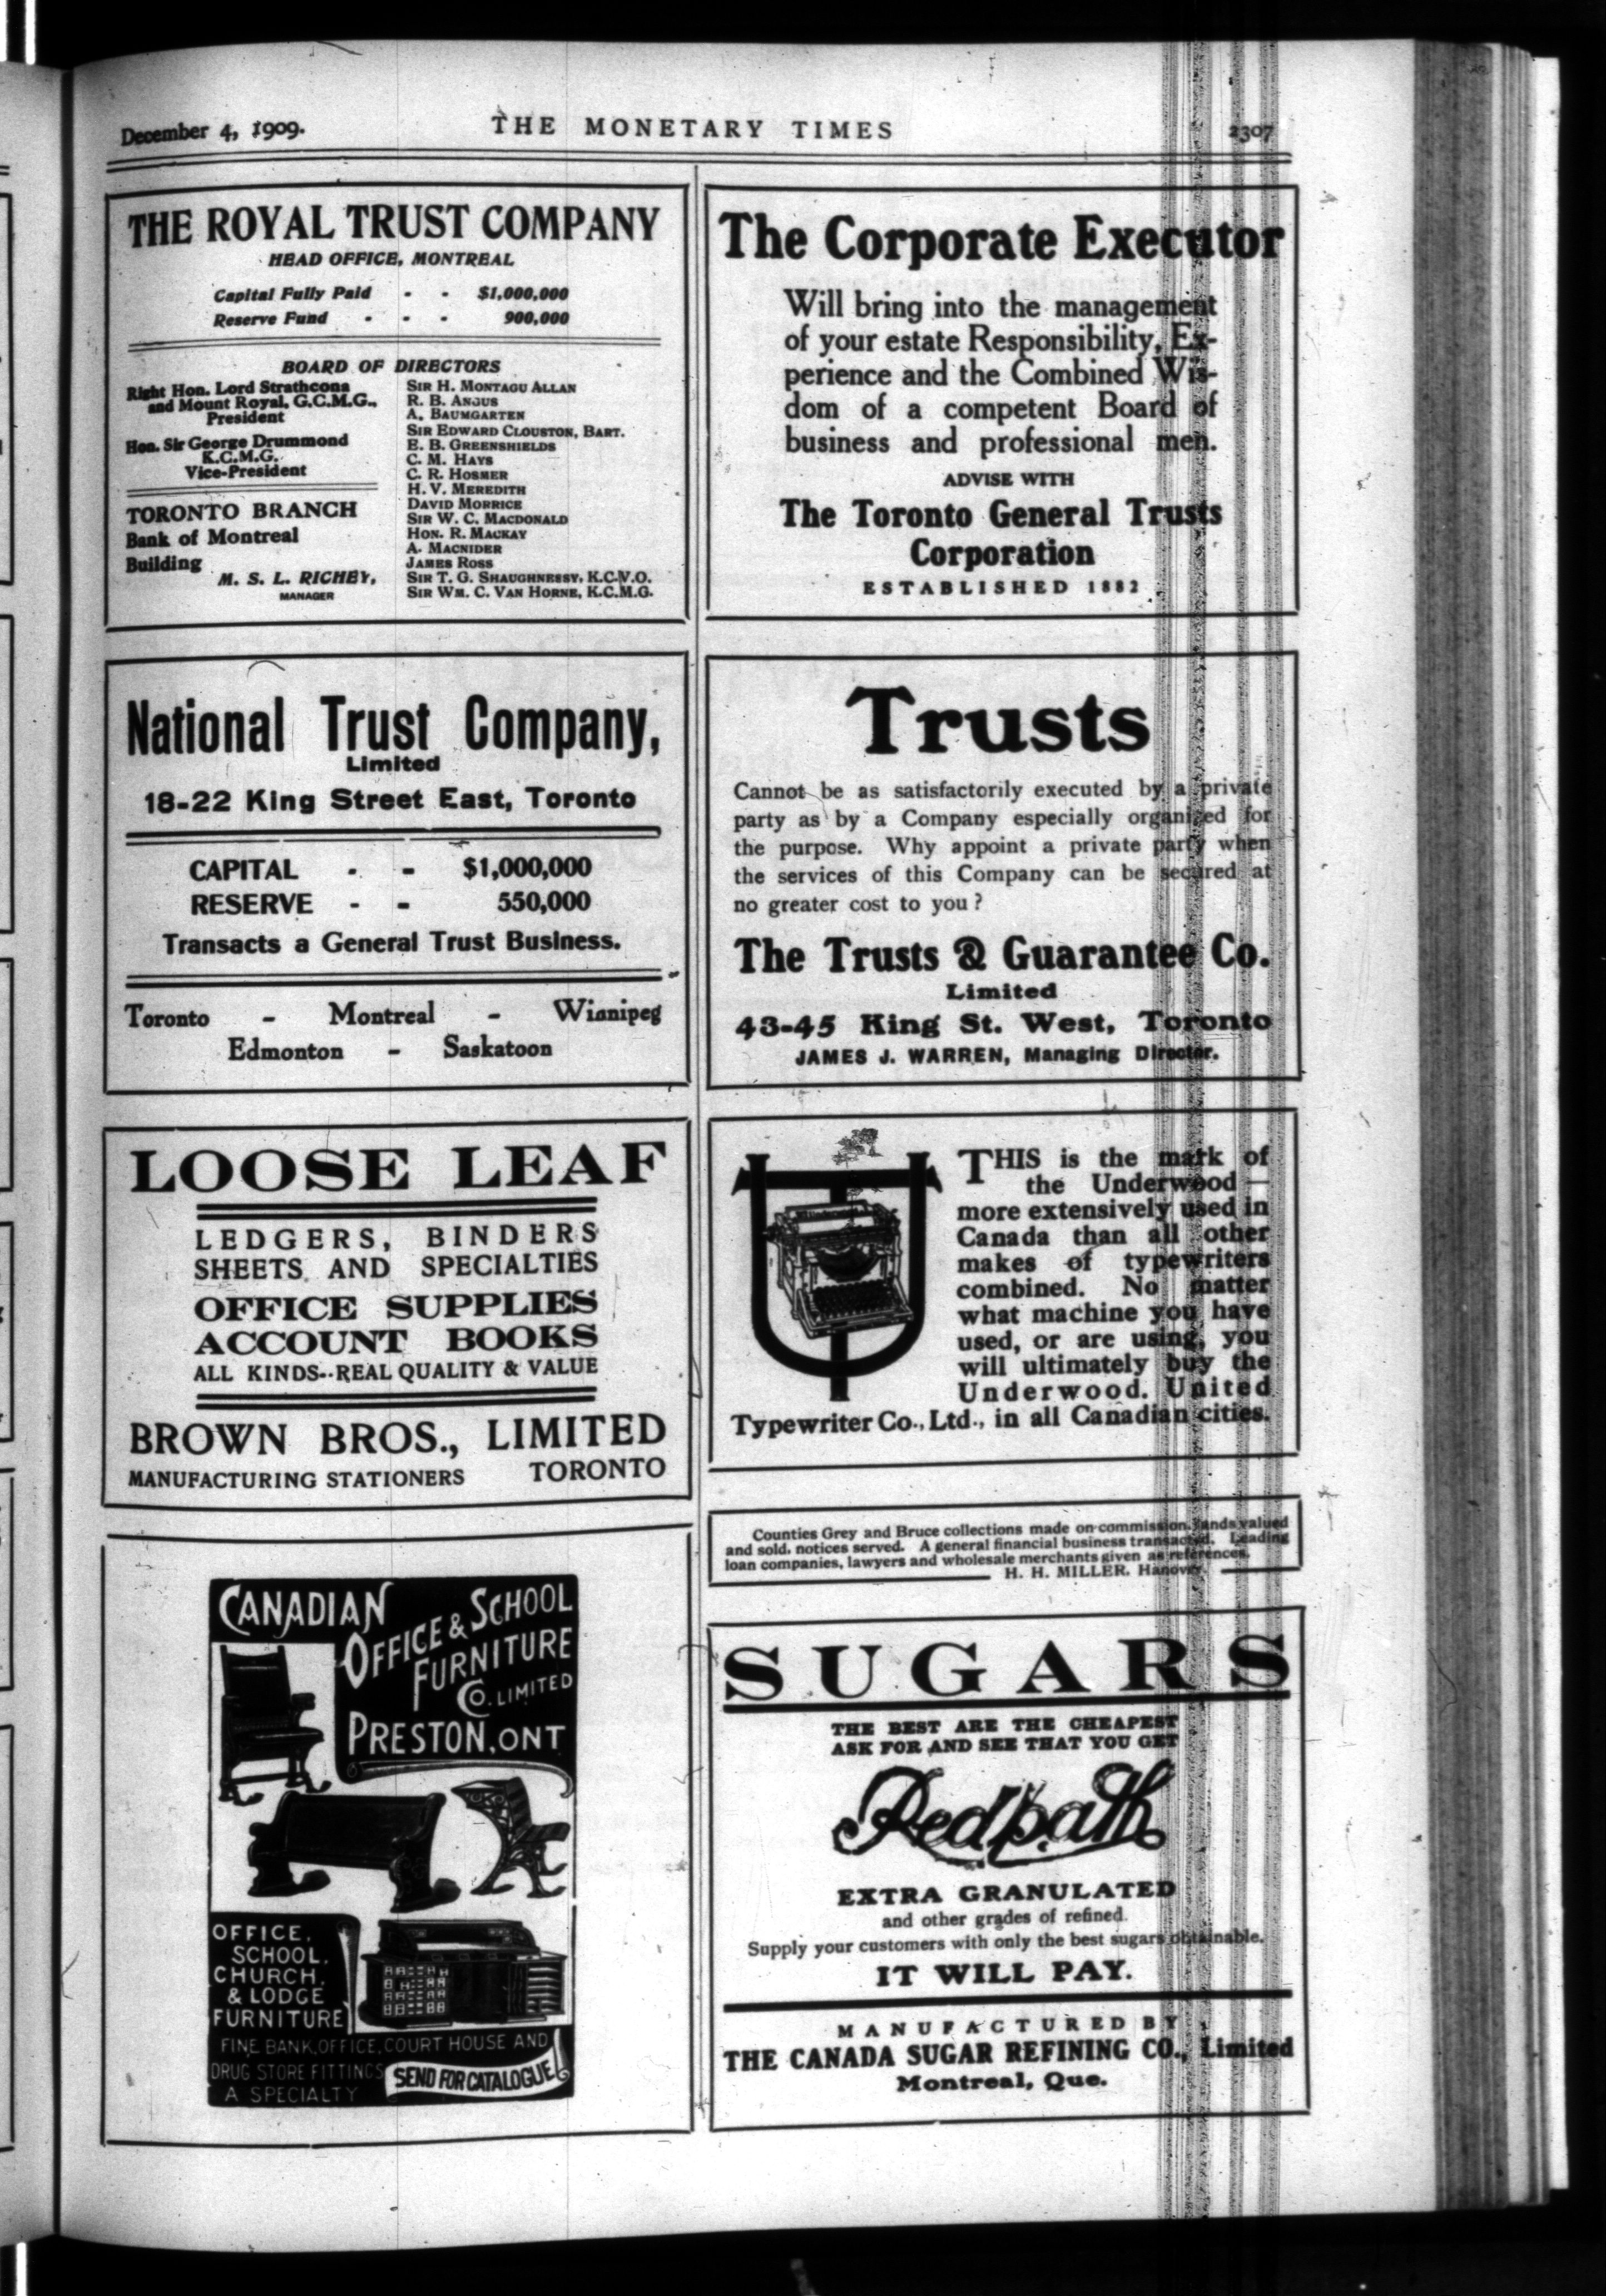 December 4, 1909.
THE MONETARY TIMES
2307
THE ROYAL TRUST COMPANY
HEAD OFFICE, MONTREAL
Capital Fully Paid - - $1,000,000
Reserve Fund - - - 900,000
BOARD OF DIRECTORS
Right Hon. Lord Strathcona
and Mount Royal, G.C.M.G.,
President
Hon. Sir George Drummond
K.C.M.G.
Vice-President
TORONTO BRANCH
Bank of Montreal
Building
M. S. L. RICHEY,
MANAGER
SIR H. MONTAGU ALLAN
R. B. ANGUS
A. BAUMGARTEN
SIR EDWARD CLOUSTON, BART.
E. B. GREENSHIELDS
C. M. HAYS
C. R. HOSMER
H. V. MEREDITH
DAVID MORRICE
SIR W. C. MACDONALD
HON. R. MACKAY
A. MACNIDER
JAMES ROSS
SIR T. G. SHAUGHNESSY, K.C.V.O.
SIR WM. C. VAN HORNE, K.C.M.G.
The Corporate Executor
Will bring into the management
of your estate Responsibility, Ex-
perience and the Combined Wis-
dom of a competent Board of
business and professional men.
ADVISE WITH
The Toronto General Trusts
Corporation
ESTABLISHED 1882
National Trust Company,
Limited
18-22 King Street East, Toronto
CAPITAL - - $1,000,000
RESERVE - - 550,000
Transacts a General Trust Business.
Toronto - Montreal - Winnipeg
Edmonton - Saskatoon
Trusts
Cannot be as satisfactorily executed by a private
party as by a Company especially organized for
the purpose. Why appoint a private party when
the services of this Company can be secured at
no greater cost to you?
The Trusts & Guarantee Co.
Limited
43-45 King St. West, Toronto
JAMES J. WARREN, Managing Director.
LOOSE LEAF
LEDGERS, BINDERS
SHEETS AND SPECIALTIES
OFFICE SUPPLIES
ACCOUNT BOOKS
ALL KINDS--REAL QUALITY & VALUE
BROWN BROS., LIMITED
MANUFACTURING STATIONERS TORONTO
Underwood
THIS is the mark of
the Underwood—
more extensively used in
Canada than all other
makes of typewriters
combined. No matter
what machine you have
used, or are using, you
will ultimately buy the
Underwood. United
Typewriter Co., Ltd., in all Canadian cities.
Counties Grey and Bruce collections made on commission, lands valued
and sold, notices served. A general financial business transacted. Leading
loan companies, lawyers and wholesale merchants given as references.
H. H. MILLER, Hanover.
CANADIAN
OFFICE & SCHOOL
FURNITURE
CO. LIMITED
PRESTON, ONT
OFFICE,
SCHOOL,
CHURCH,
& LODGE
FURNITURE
FINE BANK, OFFICE, COURT HOUSE AND
DRUG STORE FITTINGS
A SPECIALTY
SEND FOR CATALOGUE
SUGARS
THE BEST ARE THE CHEAPEST
ASK FOR AND SEE THAT YOU GET
Redpath
EXTRA GRANULATED
and other grades of refined.
Supply your customers with only the best sugars obtainable.
IT WILL PAY.
MANUFACTURED BY
THE CANADA SUGAR REFINING CO., Limited
Montreal, Que.